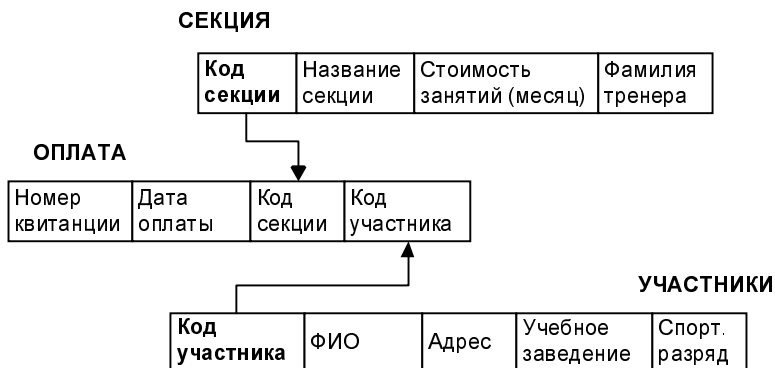 СЕКЦИЯ
Код Название Стоимость Фамилия
секции секции занятий (месяц) тренера
ОПЛАТА
Номер Дата Код Код
квитанции оплаты секции участника
УЧАСТНИКИ
Код ФИО Адрес Учебное Спорт.
участника заведение разряд